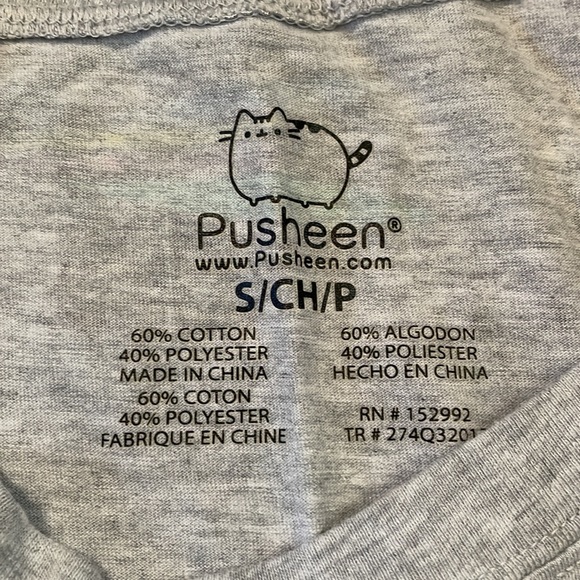 Pusheen®
www.Pusheen.com
S/CH/P
60% COTTON
40% POLYESTER
MADE IN CHINA
60% COTON
40% POLYESTER
FABRIQUE EN CHINE
60% ALGODON
40% POLIESTER
HECHO EN CHINA
RN # 152992
TR #